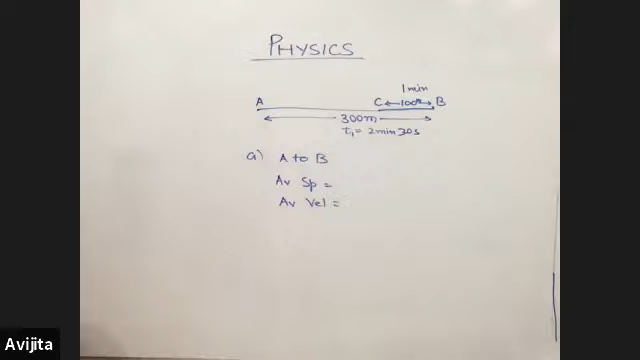 PHYSICS
1min
A C 100m B
300m
t₁ = 2min 30s
a) A to B
Av Sp =
Av Vel =
Avijita